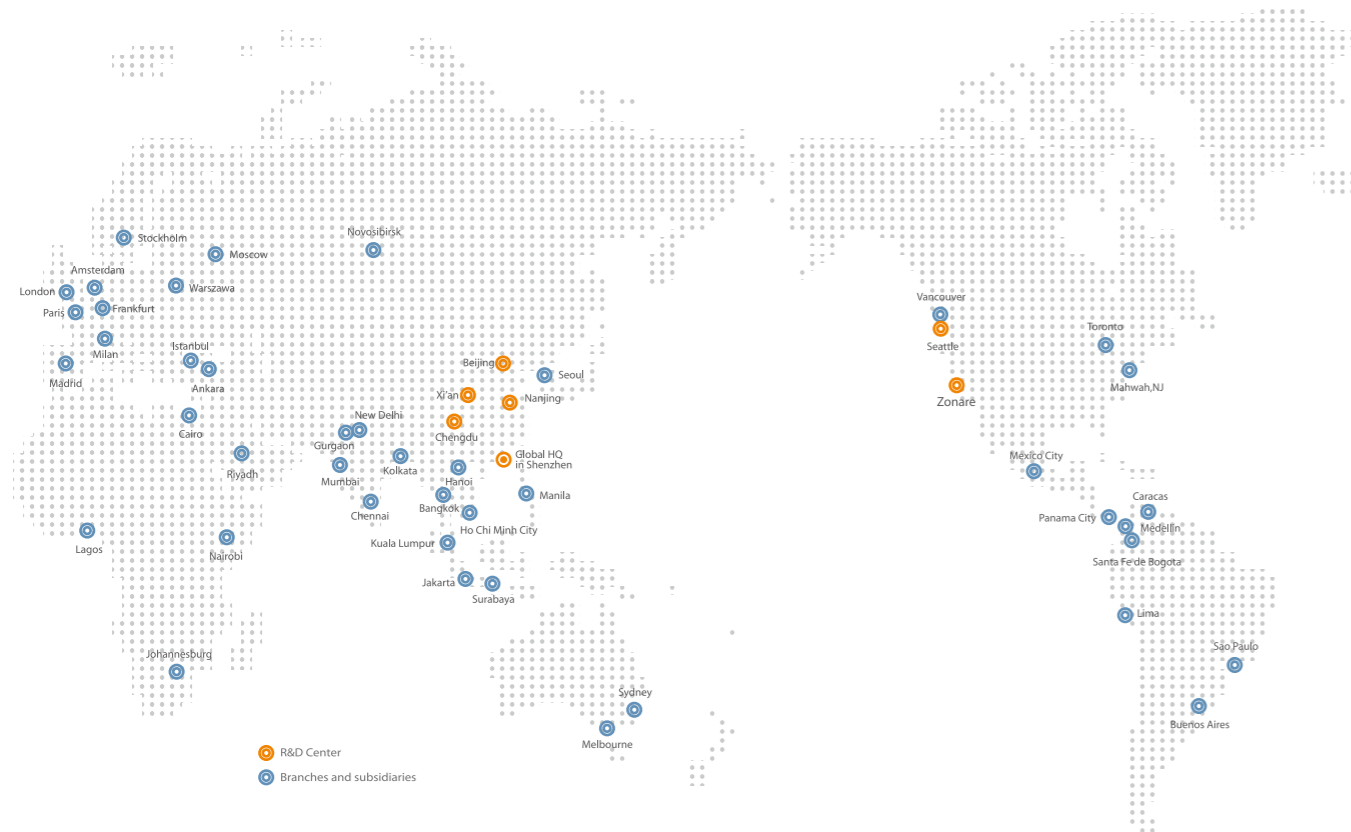 Stockholm
Novosibirsk
Moscow
Amsterdam
London
Warszawa
Paris
Frankfurt
Milan
Istanbul
Madrid
Ankara
Cairo
Riyadh
Lagos
Nairobi
Johannesburg
Beijing
Seoul
Xi'an
Nanjing
Chengdu
New Delhi
Gurgaon
Mumbai
Kolkata
Chennai
Global HQ
in Shenzhen
Hanoi
Bangkok
Manila
Ho Chi Minh City
Kuala Lumpur
Jakarta
Surabaya
Sydney
Melbourne
Vancouver
Seattle
Zonare
Toronto
Mahwah,NJ
Mexico City
Caracas
Panama City
Medellin
Santa Fe de Bogota
Lima
Sao Paulo
Buenos Aires
R&D Center
Branches and subsidiaries